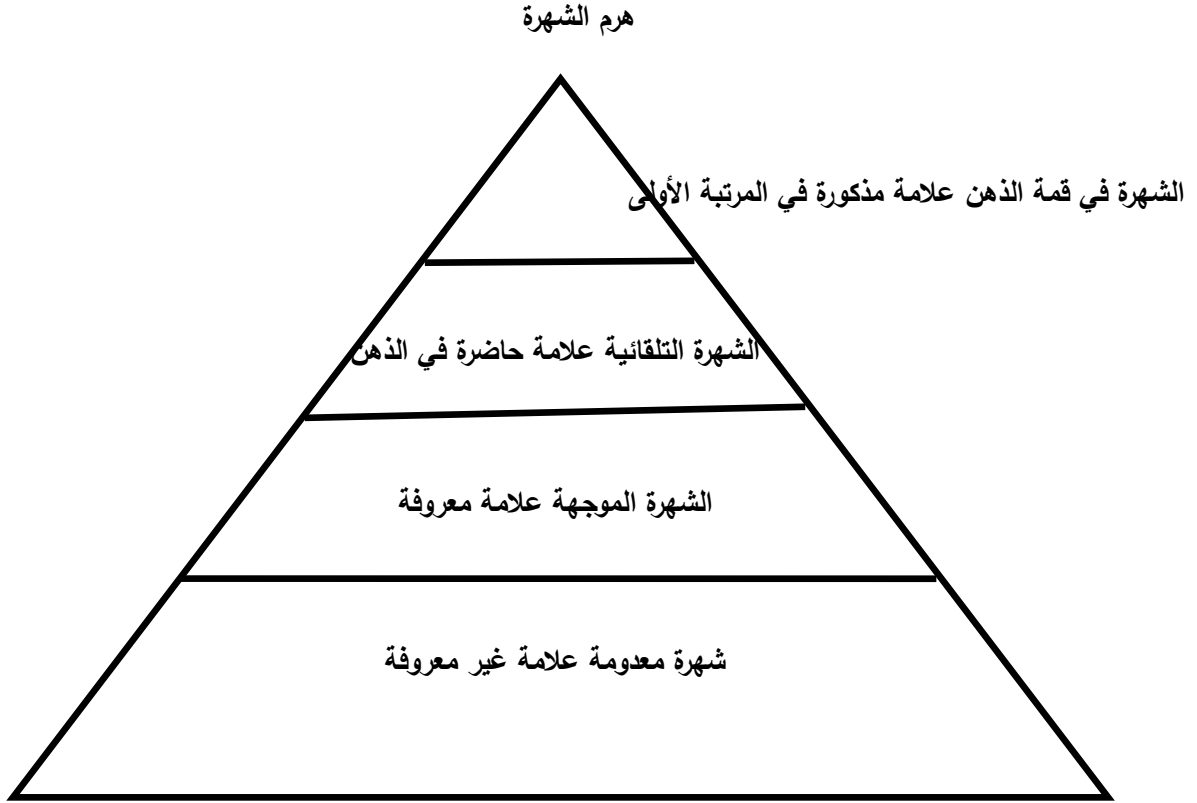 هرم الشهرة
الشهرة في قمة الذهن علامة مذكورة في المرتبة الأولى
الشهرة التلقائية علامة حاضرة في الذهن
الشهرة الموجهة علامة معروفة
شهرة معدومة علامة غير معروفة